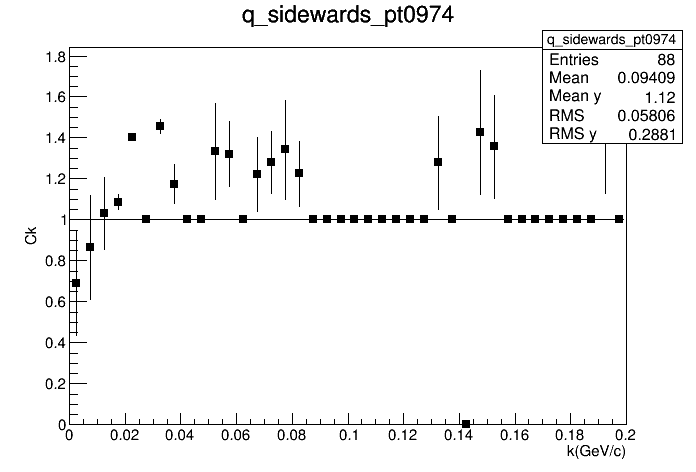 q_sidewards_pt0974
q_sidewards_pt0974
Entries 88
Mean 0.09409
Mean y 1.12
RMS 0.05806
RMS y 0.2881
1.8
1.6
1.4
1.2
1
0.8
0.6
0.4
0.2
0
Ck
0 0.02 0.04 0.06 0.08 0.1 0.12 0.14 0.16 0.18 0.2
k(GeV/c)